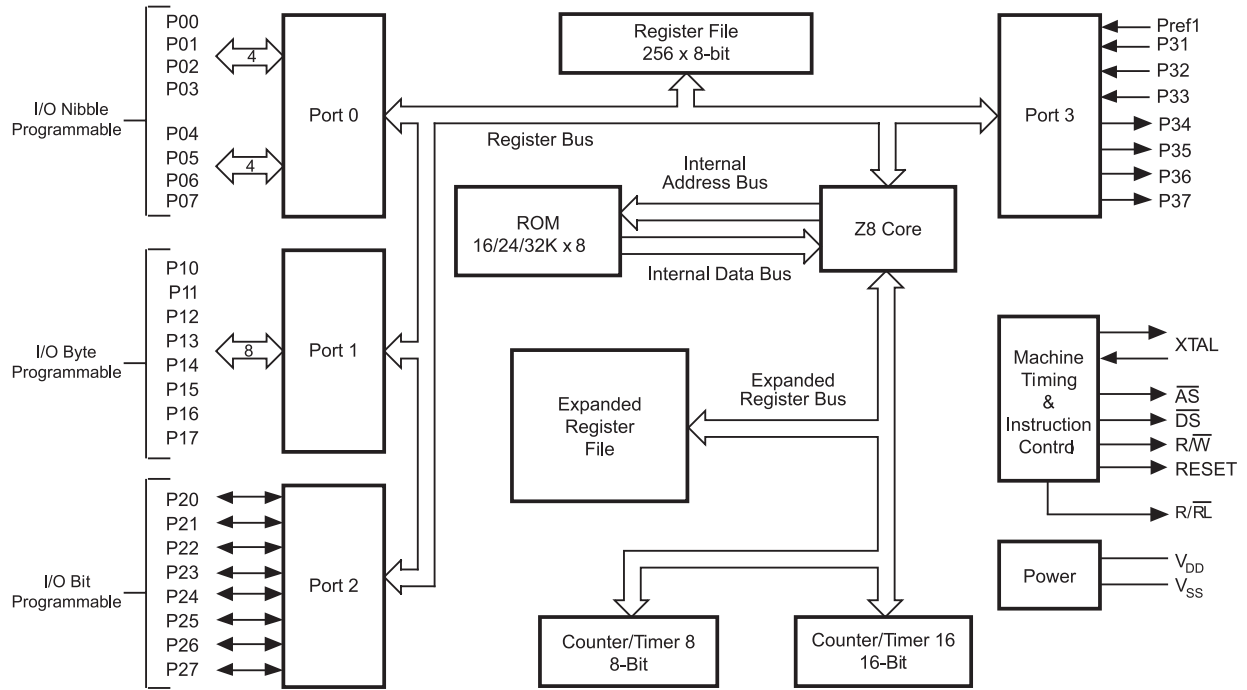 I/O Nibble
Programmable
P00
P01
P02
P03
P04
P05
P06
P07
4
4
Port 0
I/O Byte
Programmable
P10
P11
P12
P13
P14
P15
P16
P17
8
Port 1
I/O Bit
Programmable
P20
P21
P22
P23
P24
P25
P26
P27
Port 2
Register File
256 x 8-bit
Register Bus
Internal
Address Bus
ROM
16/24/32K x 8
Internal Data Bus
Z8 Core
Expanded
Register Bus
Expanded
Register
File
Counter/Timer 8
8-Bit
Counter/Timer 16
16-Bit
Port 3
Pref1
P31
P32
P33
P34
P35
P36
P37
Machine
Timing
&
Instruction
Control
XTAL
A̅S̅
D̅S̅
R/W̅
RESET
R/R̅L̅
Power
VDD
VSS